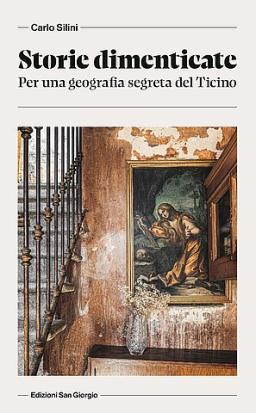 Carlo Silini
Storie dimenticate
Per una geografia segreta del Ticino
Edizioni San Giorgio